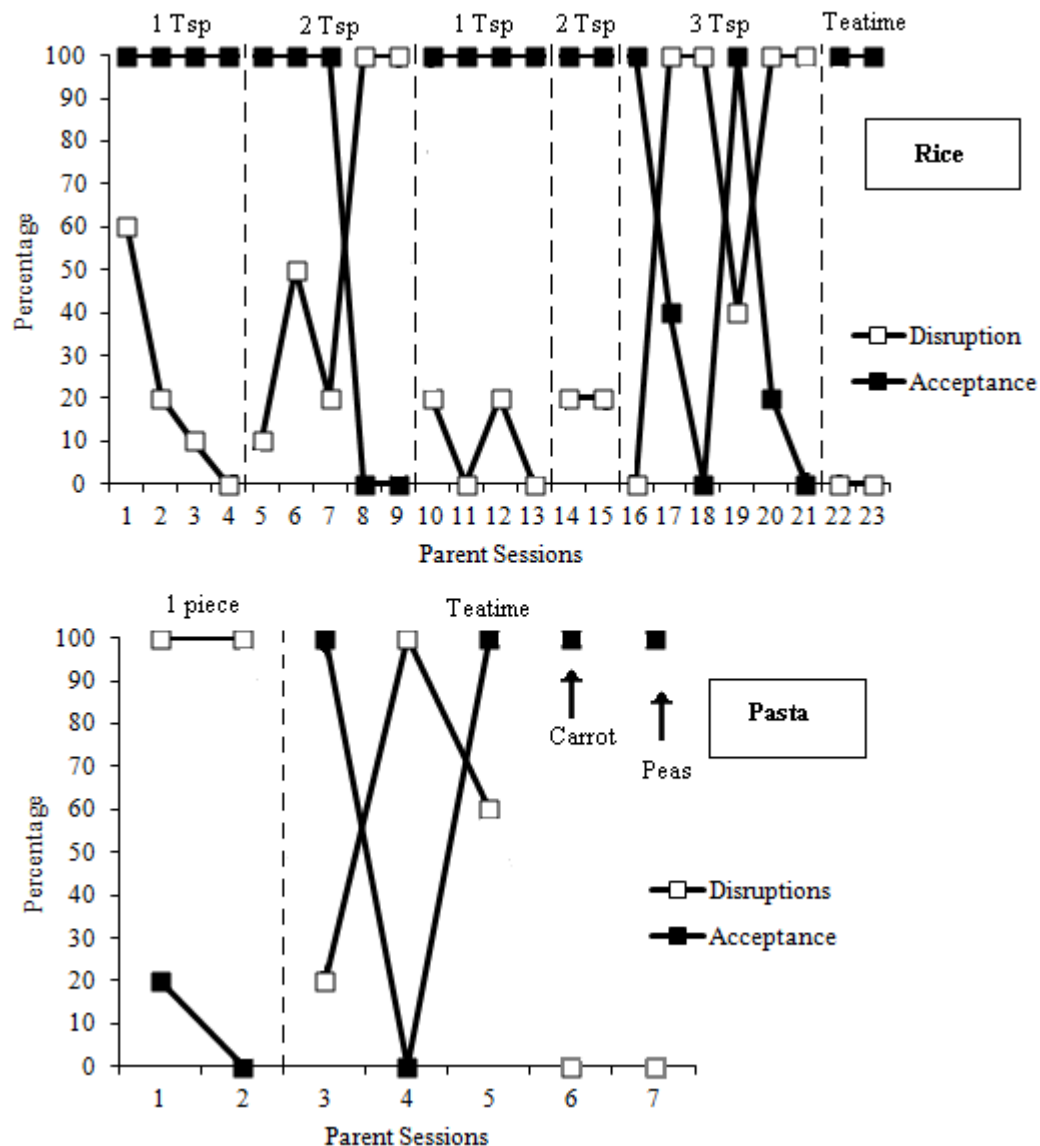 1 Tsp 2 Tsp 1 Tsp 2 Tsp 3 Tsp Teatime
100
90
80
70
60
50
40
30
20
10
0
Percentage
Rice
Disruption
Acceptance
1 2 3 4 5 6 7 8 9 10 11 12 13 14 15 16 17 18 19 20 21 22 23
Parent Sessions
1 piece Teatime
100
90
80
70
60
50
40
30
20
10
0
Percentage
Carrot
Peas
Pasta
Disruptions
Acceptance
1 2 3 4 5 6 7
Parent Sessions